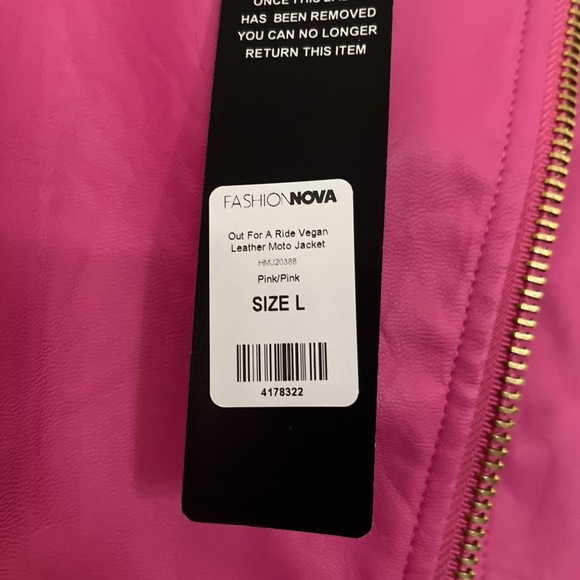 ONCE THIS
HAS BEEN REMOVED
YOU CAN NO LONGER
RETURN THIS ITEM
FASHIONNOVA
Out For A Ride Vegan
Leather Moto Jacket
HMJ20388
Pink/Pink
SIZE L
4178322